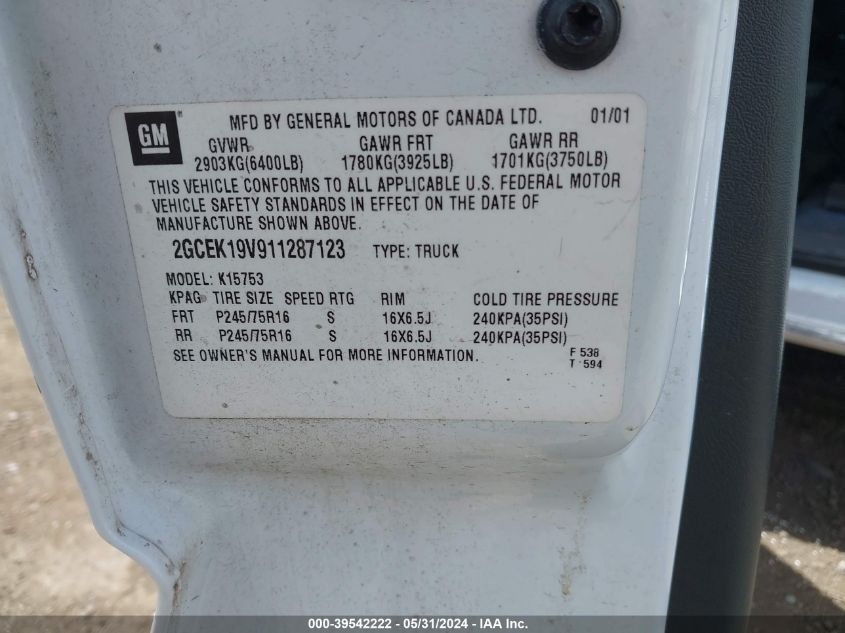 MFD BY GENERAL MOTORS OF CANADA LTD. 01/01
GM
GVWR GAWR FRT GAWR RR
2903KG(6400LB) 1780KG(3925LB) 1701KG(3750LB)
THIS VEHICLE CONFORMS TO ALL APPLICABLE U.S. FEDERAL MOTOR
VEHICLE SAFETY STANDARDS IN EFFECT ON THE DATE OF
MANUFACTURE SHOWN ABOVE.
2GCEK19V911287123 TYPE: TRUCK
MODEL: K15753
KPAG TIRE SIZE SPEED RTG RIM COLD TIRE PRESSURE
FRT P245/75R16 S 16X6.5J 240KPA(35PSI)
RR P245/75R16 S 16X6.5J 240KPA(35PSI)
SEE OWNER'S MANUAL FOR MORE INFORMATION.
F 538
T 594
000-39542222 - 05/31/2024 - IAA Inc.